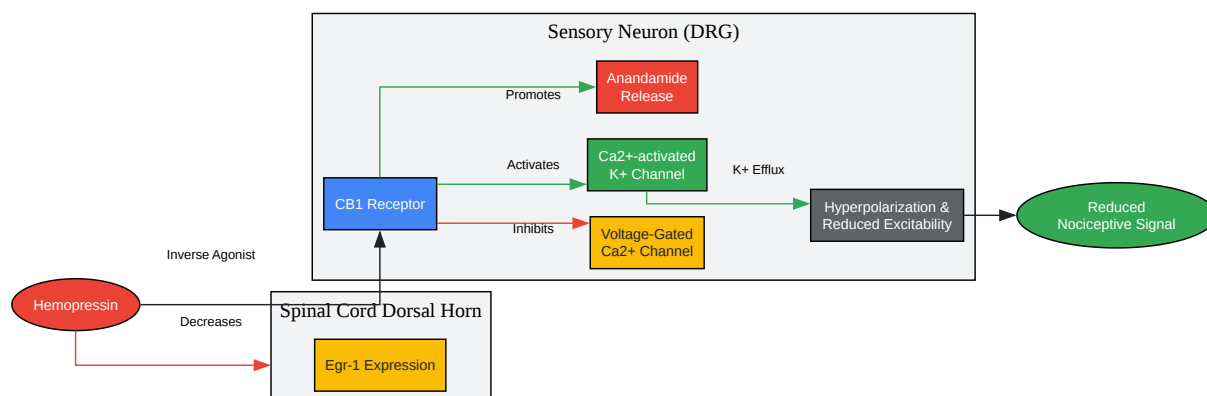 Sensory Neuron (DRG)
Anandamide
Release
Promotes
Ca2+-activated
K+ Channel
Activates
K+ Efflux
CB1 Receptor
Hyperpolarization &
Reduced Excitability
Reduced
Nociceptive Signal
Inhibits
Voltage-Gated
Ca2+ Channel
Inverse Agonist
Hemopressin
Spinal Cord Dorsal Horn
Decreases
Egr-1 Expression